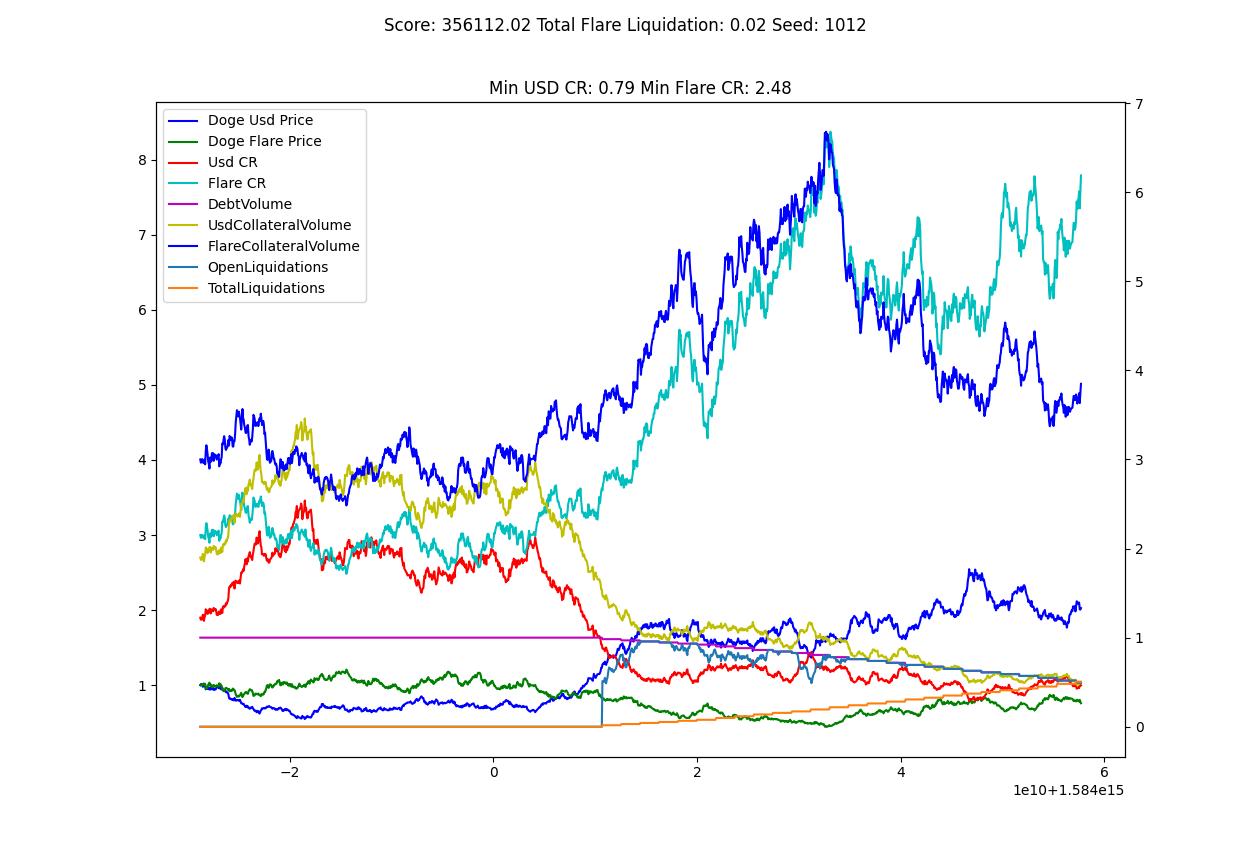 Score: 356112.02 Total Flare Liquidation: 0.02 Seed: 1012
Min USD CR: 0.79 Min Flare CR: 2.48
Doge Usd Price
Doge Flare Price
Usd CR
Flare CR
DebtVolume
UsdCollateralVolume
FlareCollateralVolume
OpenLiquidations
TotalLiquidations
8
7
6
5
4
3
2
1
7
6
5
4
3
2
1
0
−2
0
2
4
6
1e10+1.584e15